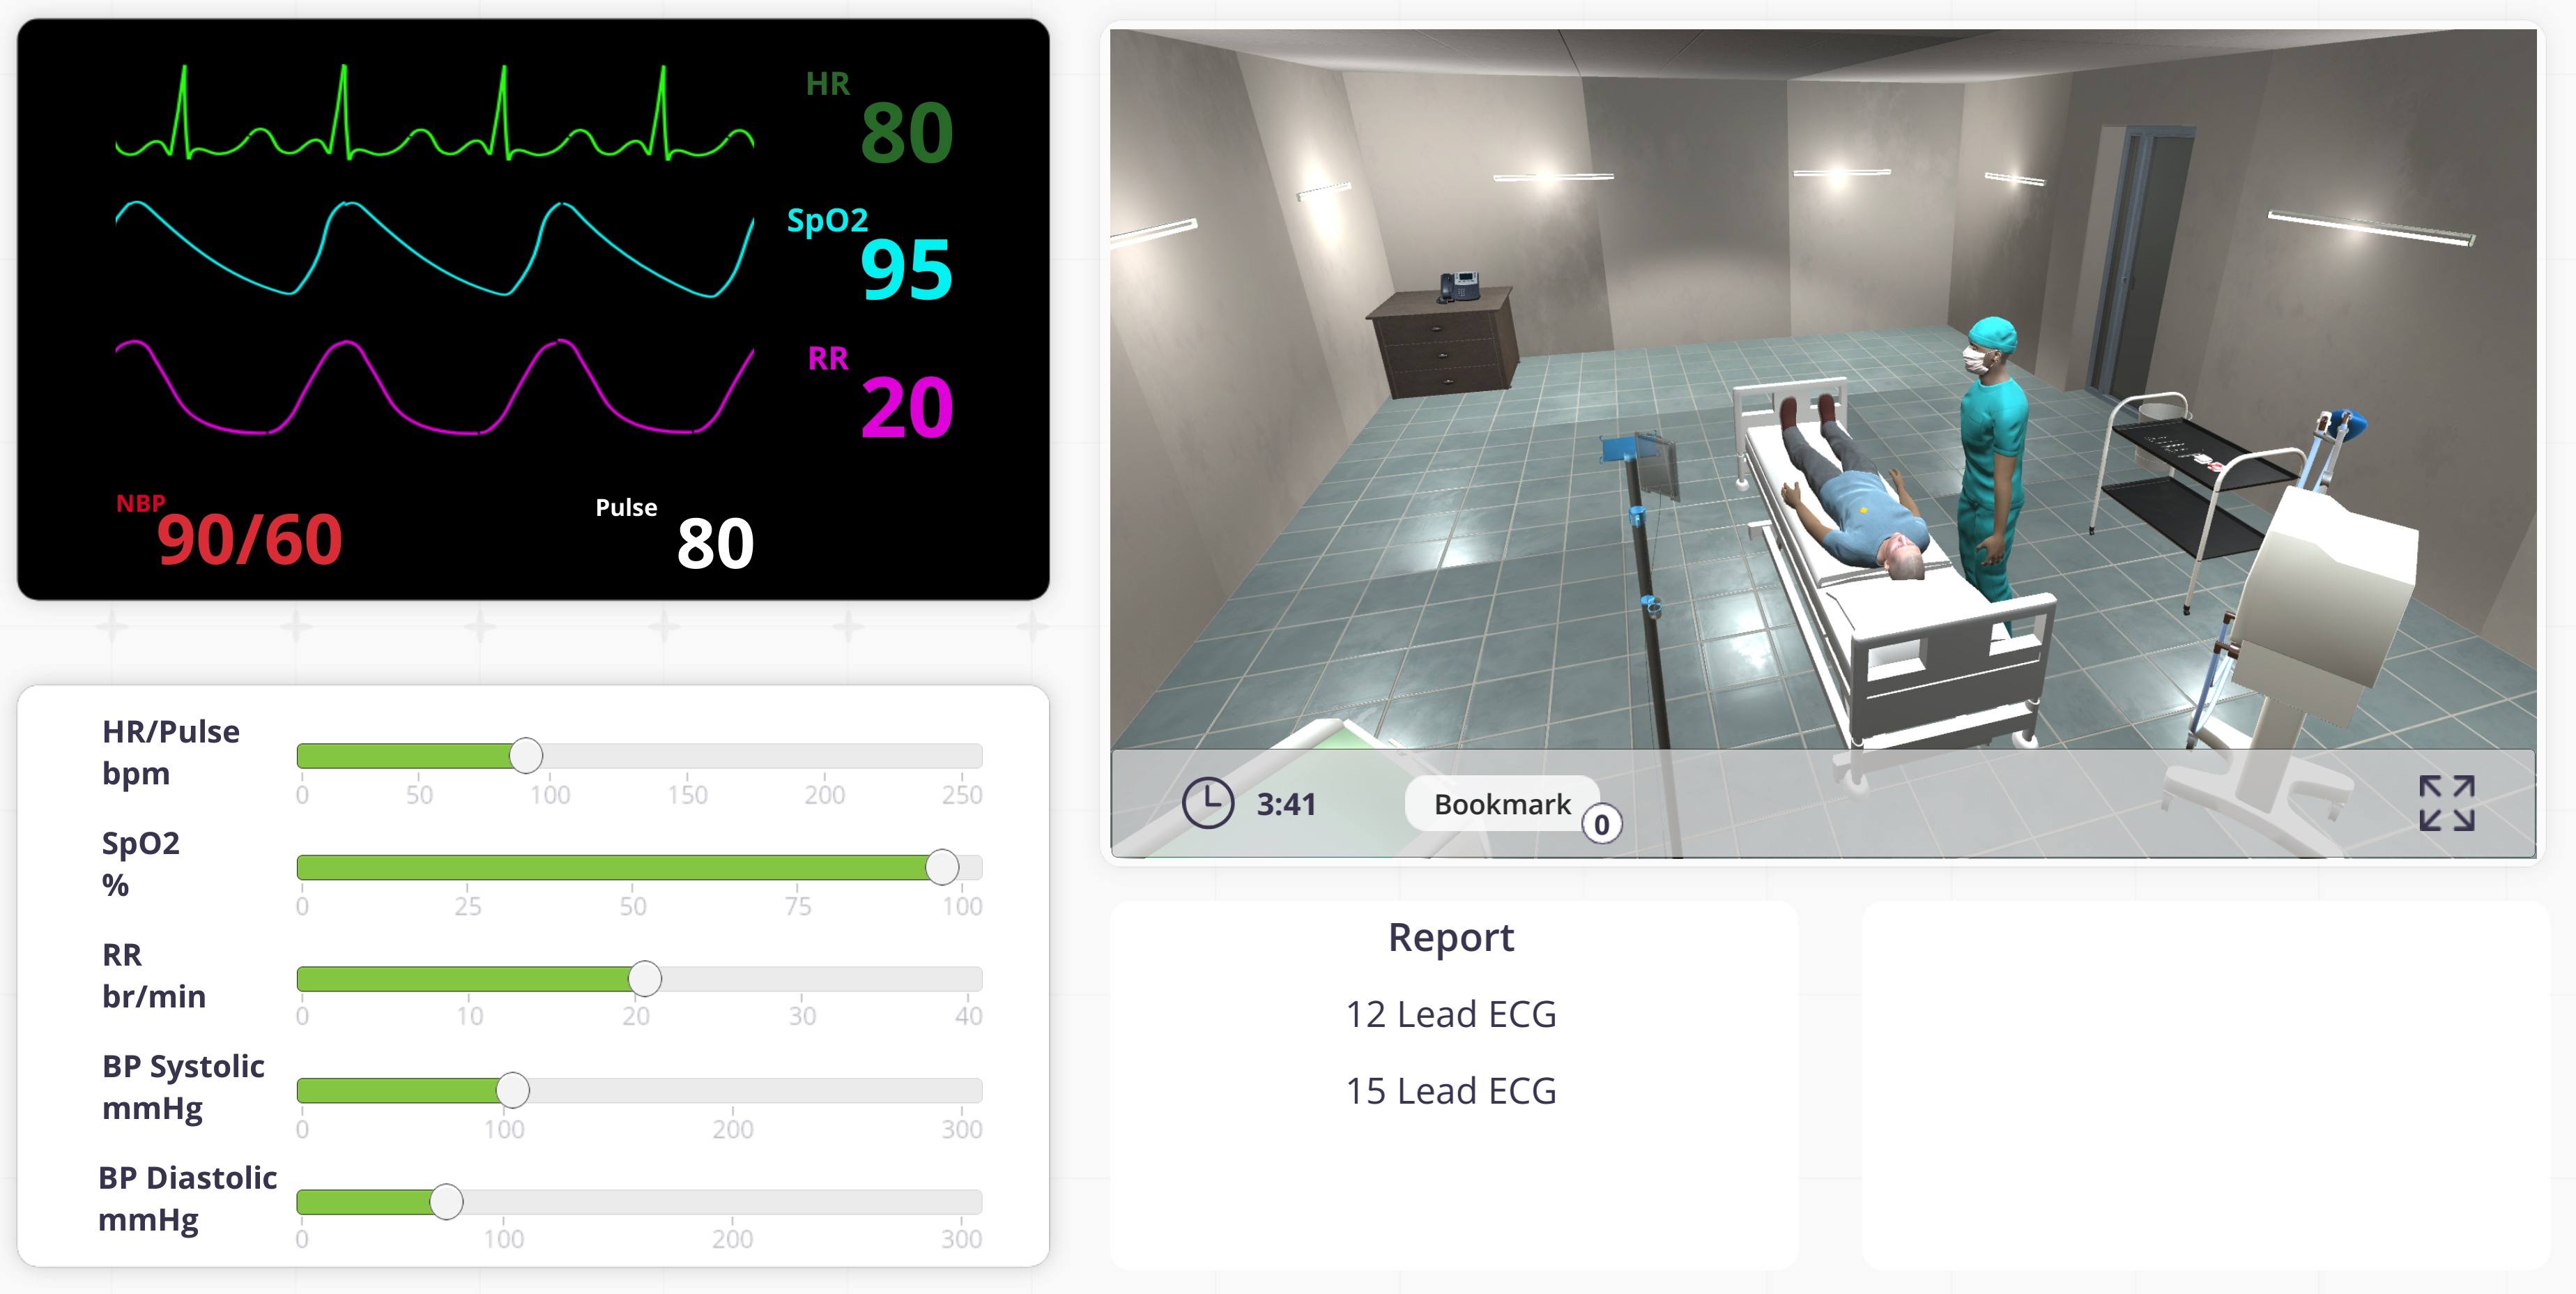 HR
80
SpO2
95
RR
20
NBP
90/60
Pulse
80
HR/Pulse
bpm
0 50 100 150 200 250
SpO2
%
0 25 50 75 100
RR
br/min
0 10 20 30 40
BP Systolic
mmHg
0 100 200 300
BP Diastolic
mmHg
0 100 200 300
3:41
Bookmark
0
Report
12 Lead ECG
15 Lead ECG